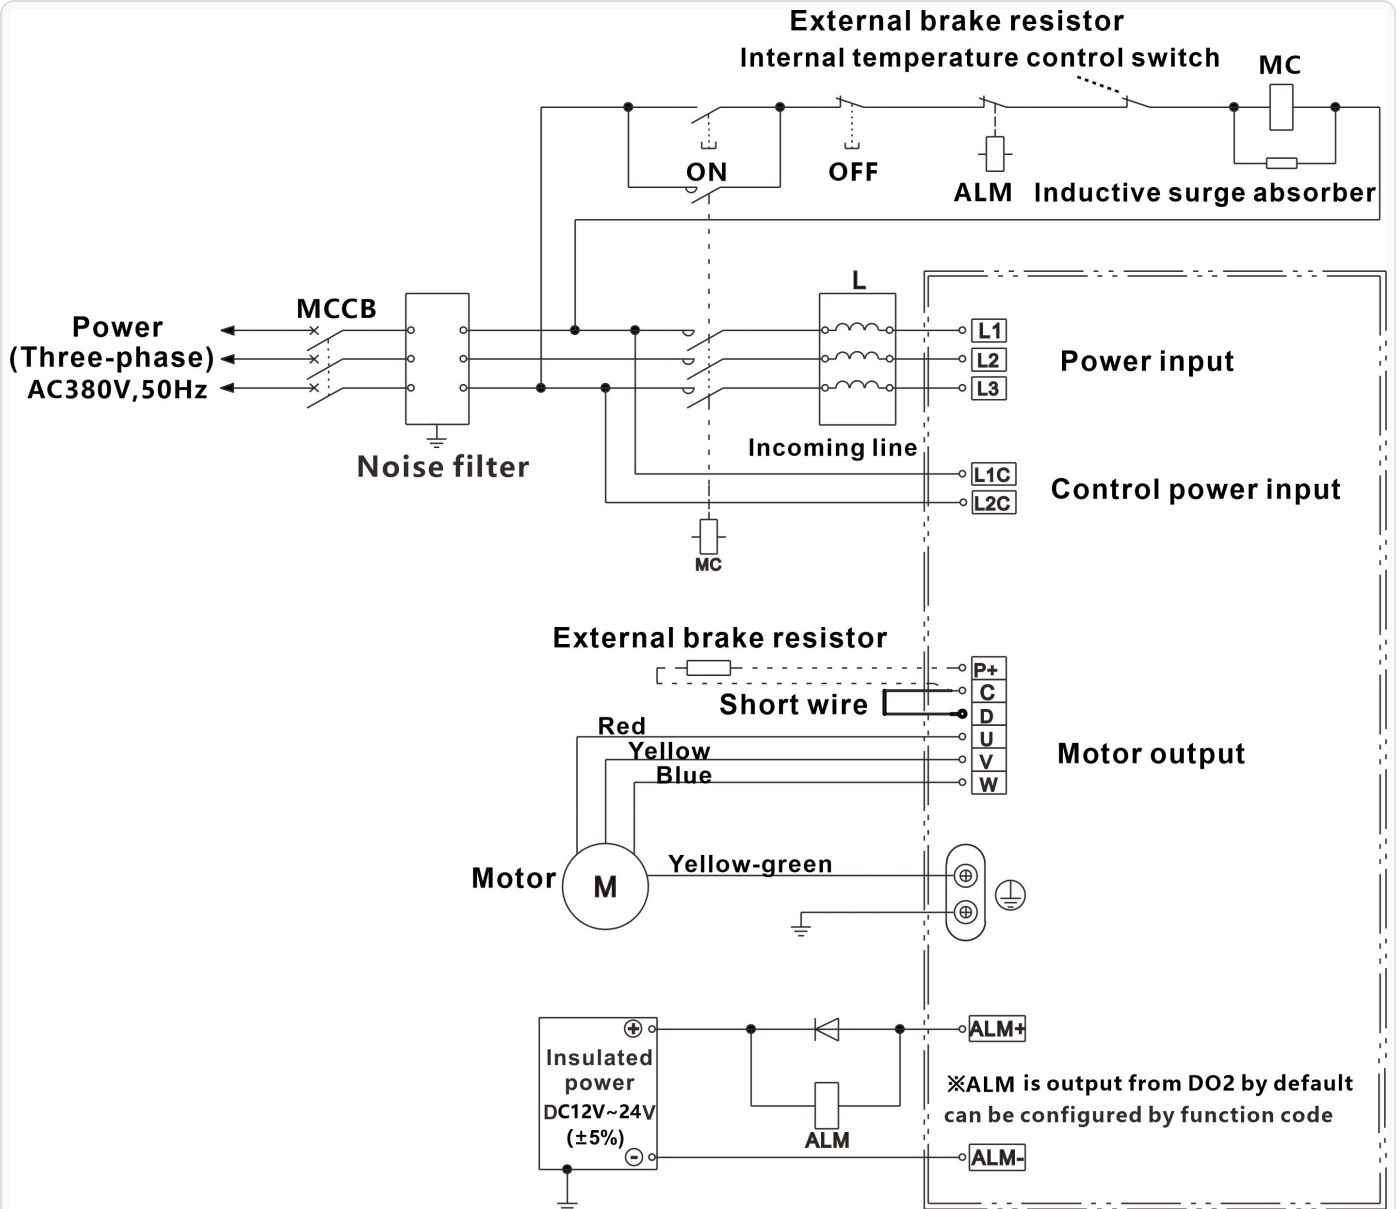 External brake resistor
Internal temperature control switch
MC
ON
OFF
ALM
Inductive surge absorber
L
MCCB
Power
(Three-phase)
AC380V,50Hz
Noise filter
Incoming line
L1
L2
L3
Power input
L1C
L2C
Control power input
MC
External brake resistor
Short wire
P+
C
D
U
V
W
Red
Yellow
Blue
Motor output
Motor
M
Yellow-green
Insulated
power
DC12V~24V
(±5%)
+
-
ALM
ALM+
※ALM is output from DO2 by default
can be configured by function code
ALM-